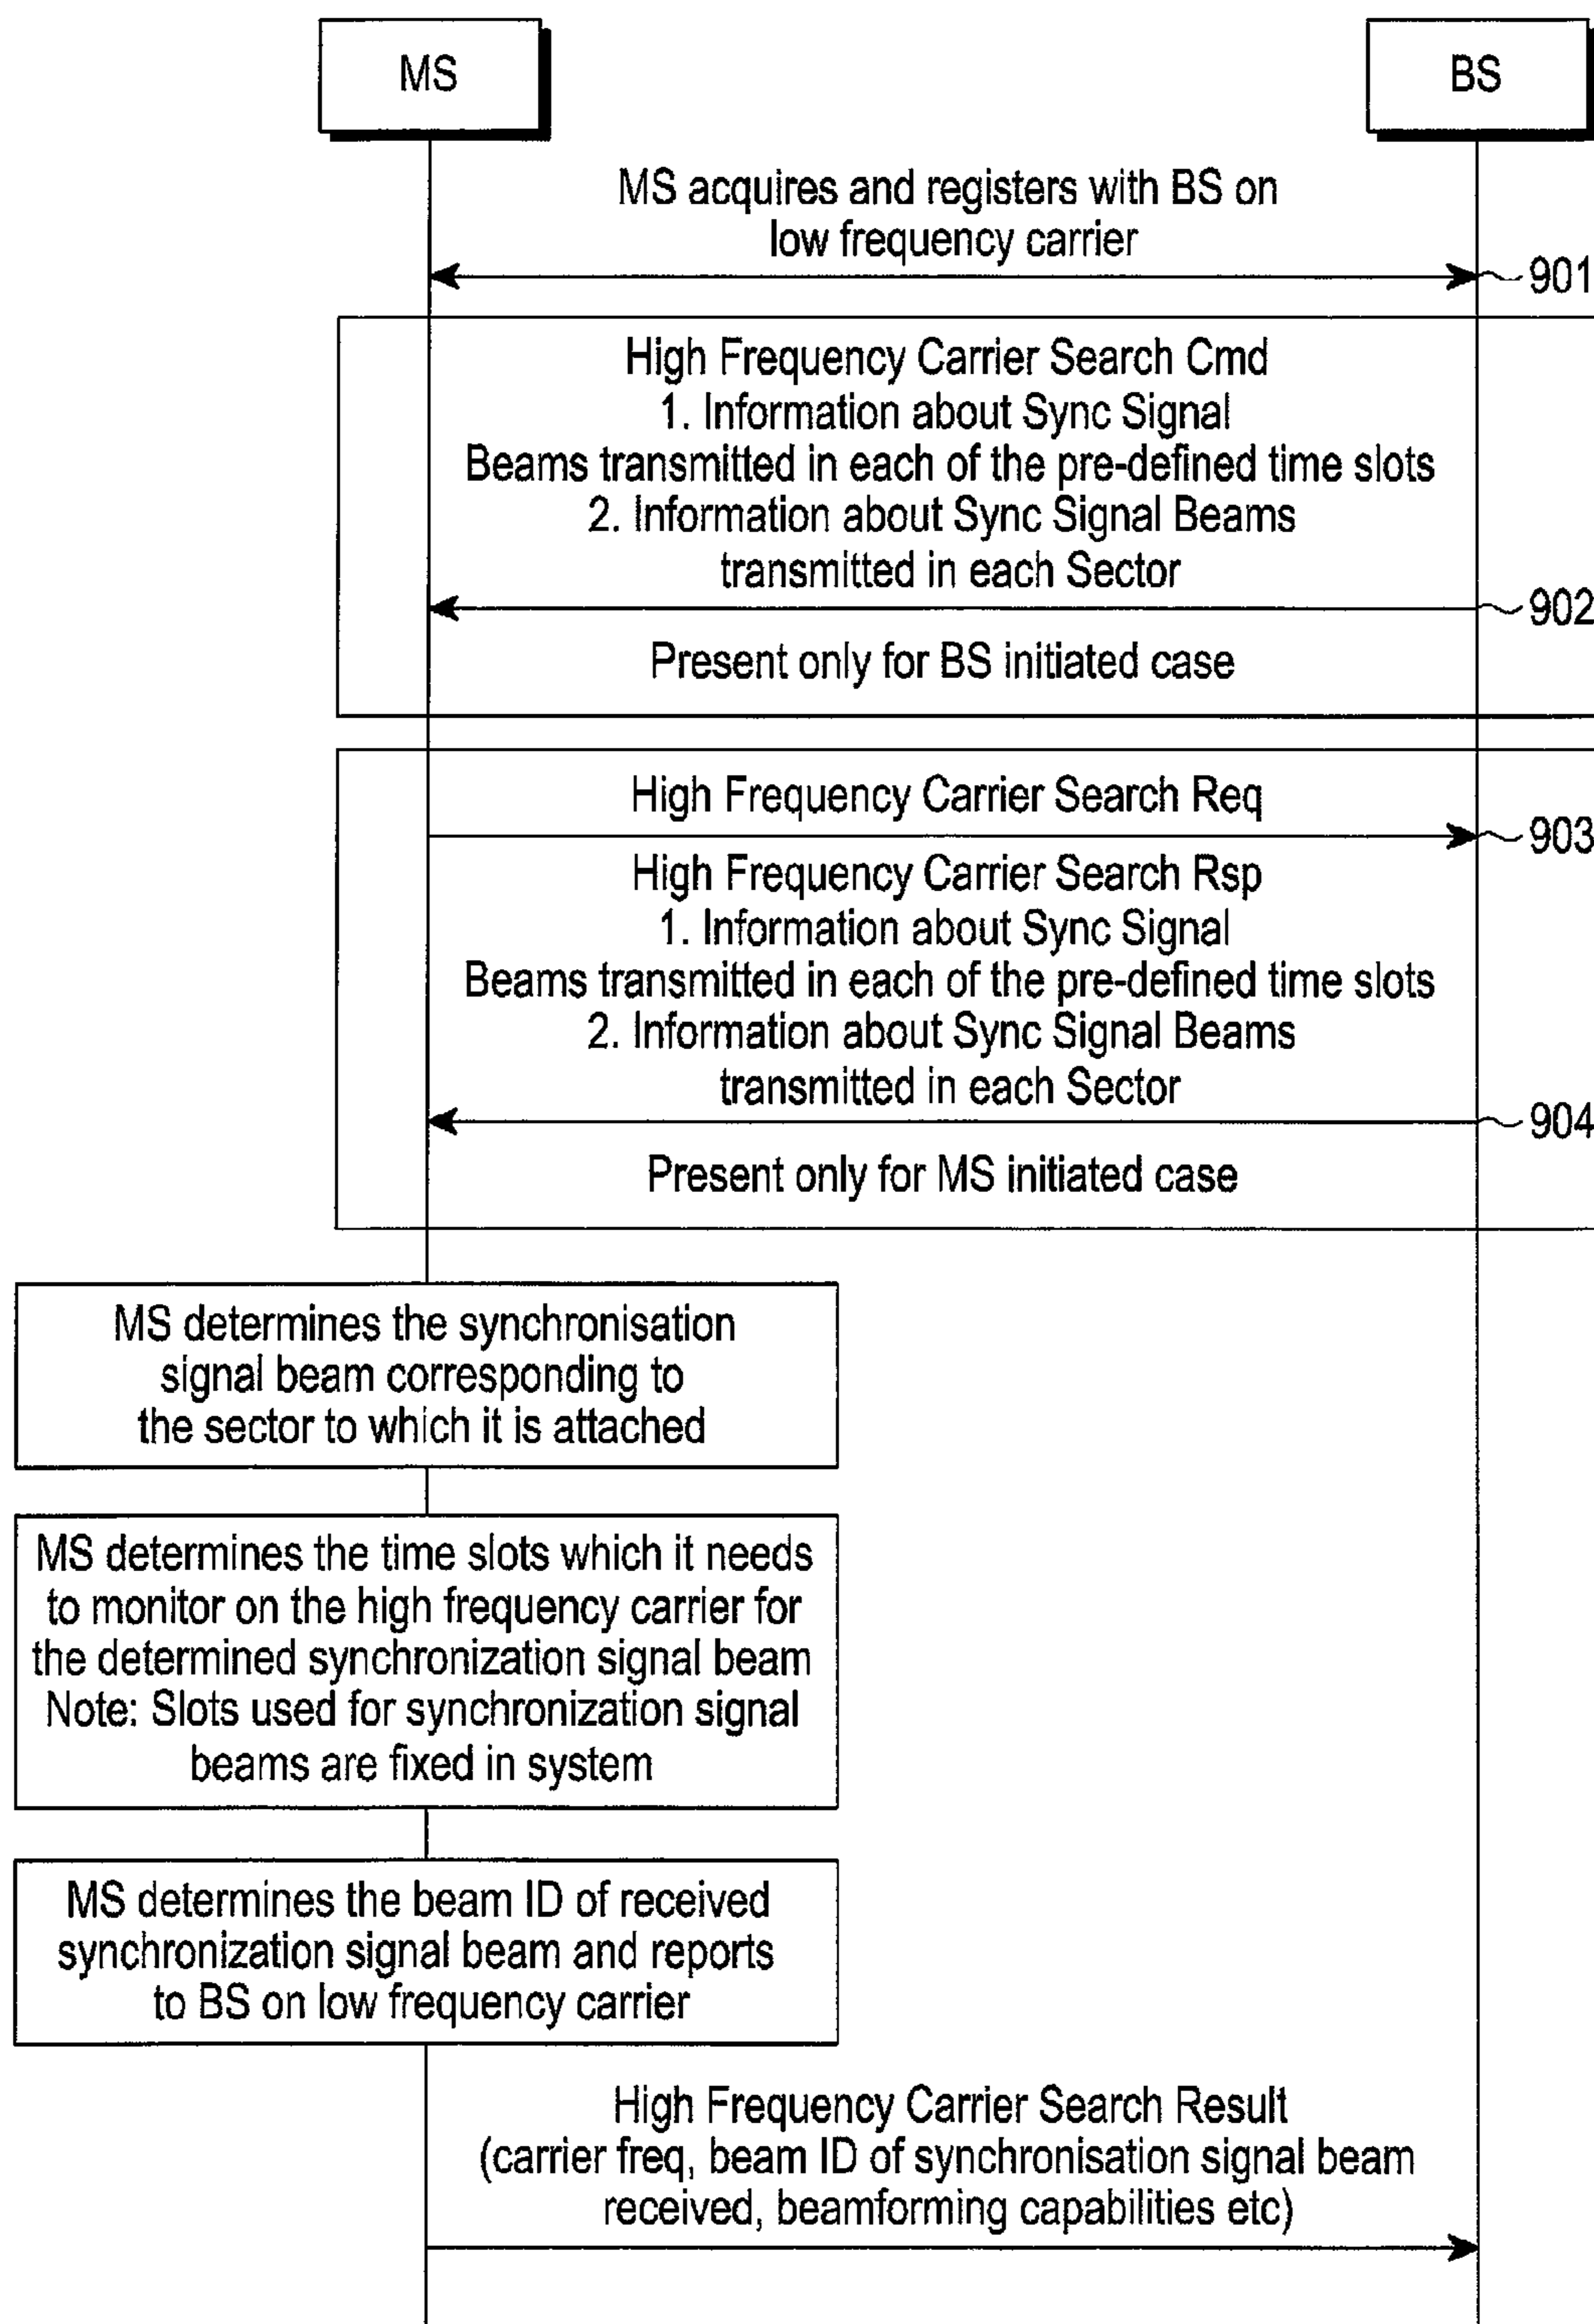 MS
BS
MS acquires and registers with BS on
low frequency carrier
901
High Frequency Carrier Search Cmd
1. Information about Sync Signal
Beams transmitted in each of the pre-defined time slots
2. Information about Sync Signal Beams
transmitted in each Sector
902
Present only for BS initiated case
High Frequency Carrier Search Req
903
High Frequency Carrier Search Rsp
1. Information about Sync Signal
Beams transmitted in each of the pre-defined time slots
2. Information about Sync Signal Beams
transmitted in each Sector
904
Present only for MS initiated case
MS determines the synchronisation
signal beam corresponding to
the sector to which it is attached
MS determines the time slots which it needs
to monitor on the high frequency carrier for
the determined synchronization signal beam
Note: Slots used for synchronization signal
beams are fixed in system
MS determines the beam ID of received
synchronization signal beam and reports
to BS on low frequency carrier
High Frequency Carrier Search Result
(carrier freq, beam ID of synchronisation signal beam
received, beamforming capabilities etc)